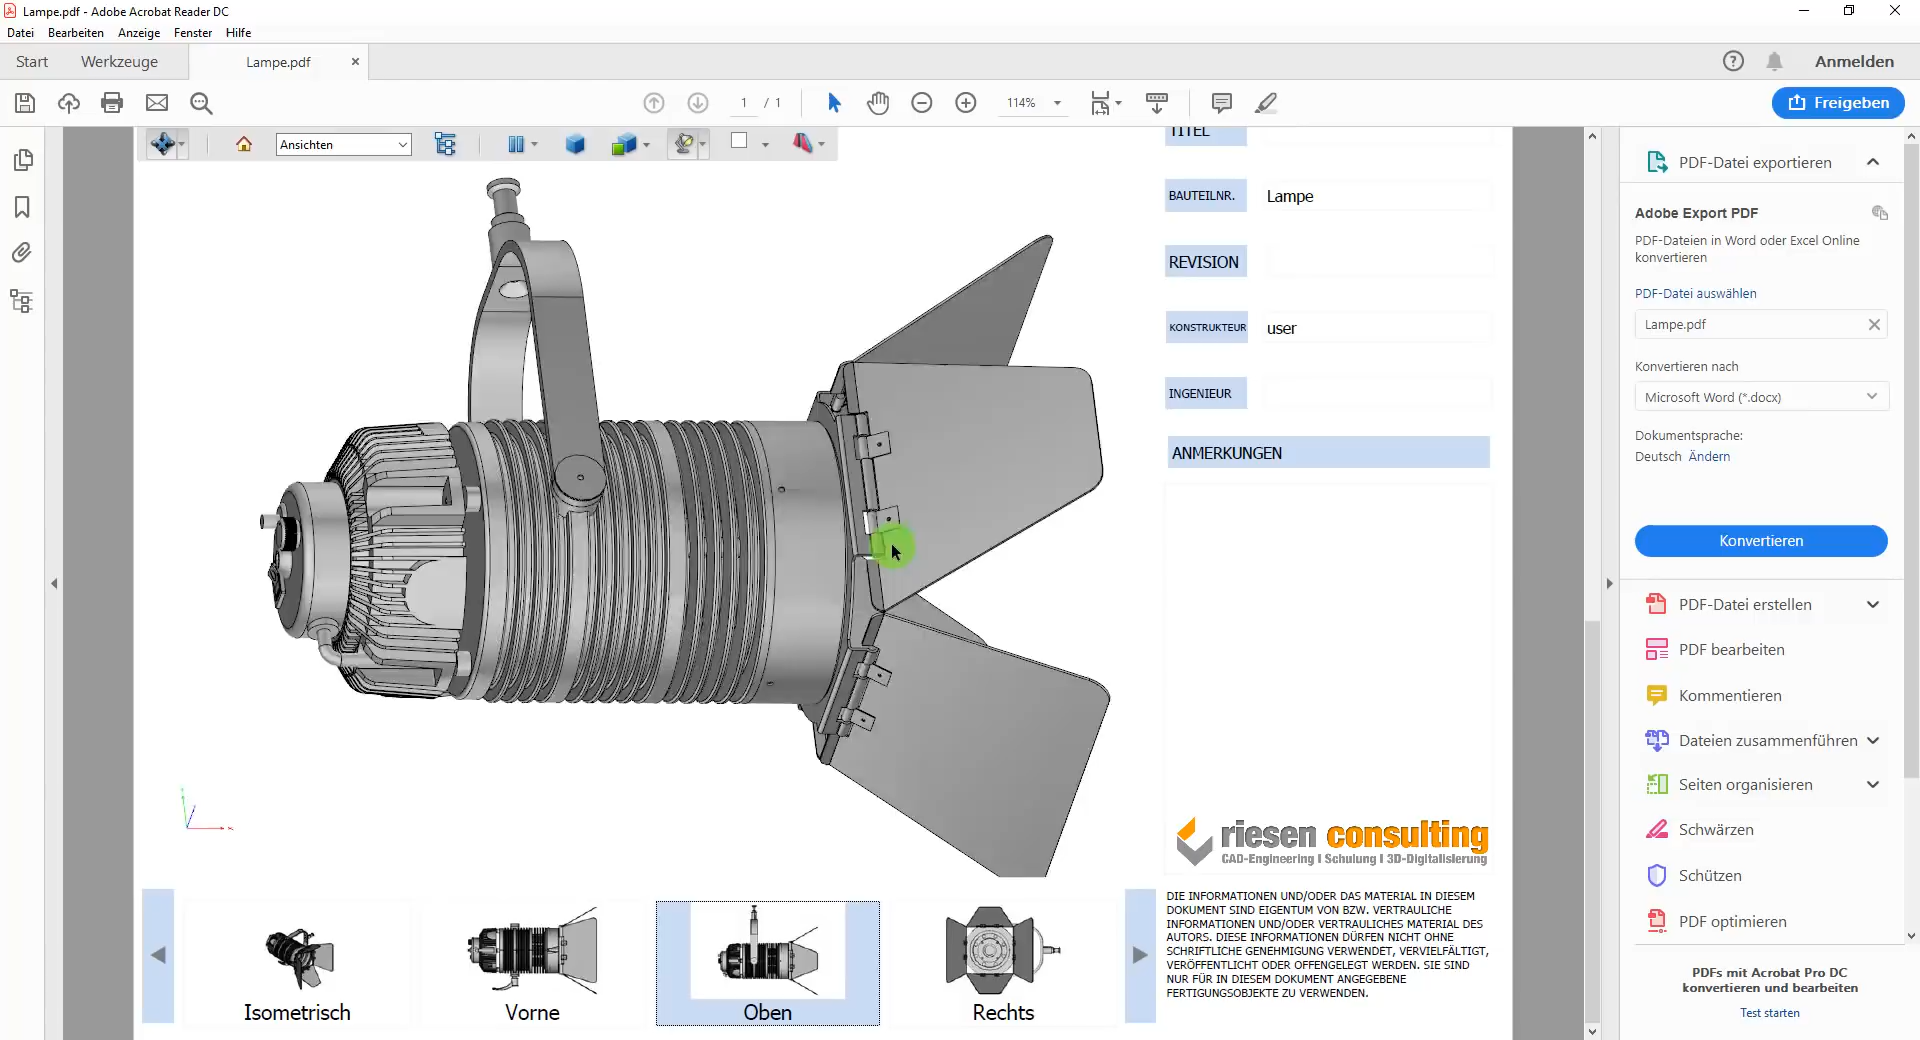 Lampe.pdf - Adobe Acrobat Reader DC
Datei Bearbeiten Anzeige Fenster Hilfe
Start Werkzeuge Lampe.pdf Anmelden
1 / 1 114% Freigeben
Ansichten
TITEL
BAUTEILNR. Lampe
REVISION
KONSTRUKTEUR user
INGENIEUR
ANMERKUNGEN
riesen consulting
CAD-Engineering I Schulung I 3D-Digitalisierung
DIE INFORMATIONEN UND/ODER DAS MATERIAL IN DIESEM
DOKUMENT SIND EIGENTUM VON BZW. VERTRAULICHE
INFORMATIONEN UND/ODER VERTRAULICHES MATERIAL DES
AUTORS. DIESE INFORMATIONEN DÜRFEN NICHT OHNE
SCHRIFTLICHE GENEHMIGUNG VERWENDET, VERVIELFÄLTIGT,
VERÖFFENTLICHT ODER OFFENGELEGT WERDEN. SIE SIND
NUR FÜR IN DIESEM DOKUMENT ANGEGEBENE
FERTIGUNGSOBJEKTE ZU VERWENDEN.
Isometrisch Vorne Oben Rechts
PDF-Datei exportieren
Adobe Export PDF
PDF-Dateien in Word oder Excel Online
konvertieren
PDF-Datei auswählen
Lampe.pdf
Konvertieren nach
Microsoft Word (*.docx)
Dokumentsprache:
Deutsch Ändern
Konvertieren
PDF-Datei erstellen
PDF bearbeiten
Kommentieren
Dateien zusammenführen
Seiten organisieren
Schwärzen
Schützen
PDF optimieren
PDFs mit Acrobat Pro DC
konvertieren und bearbeiten
Test starten